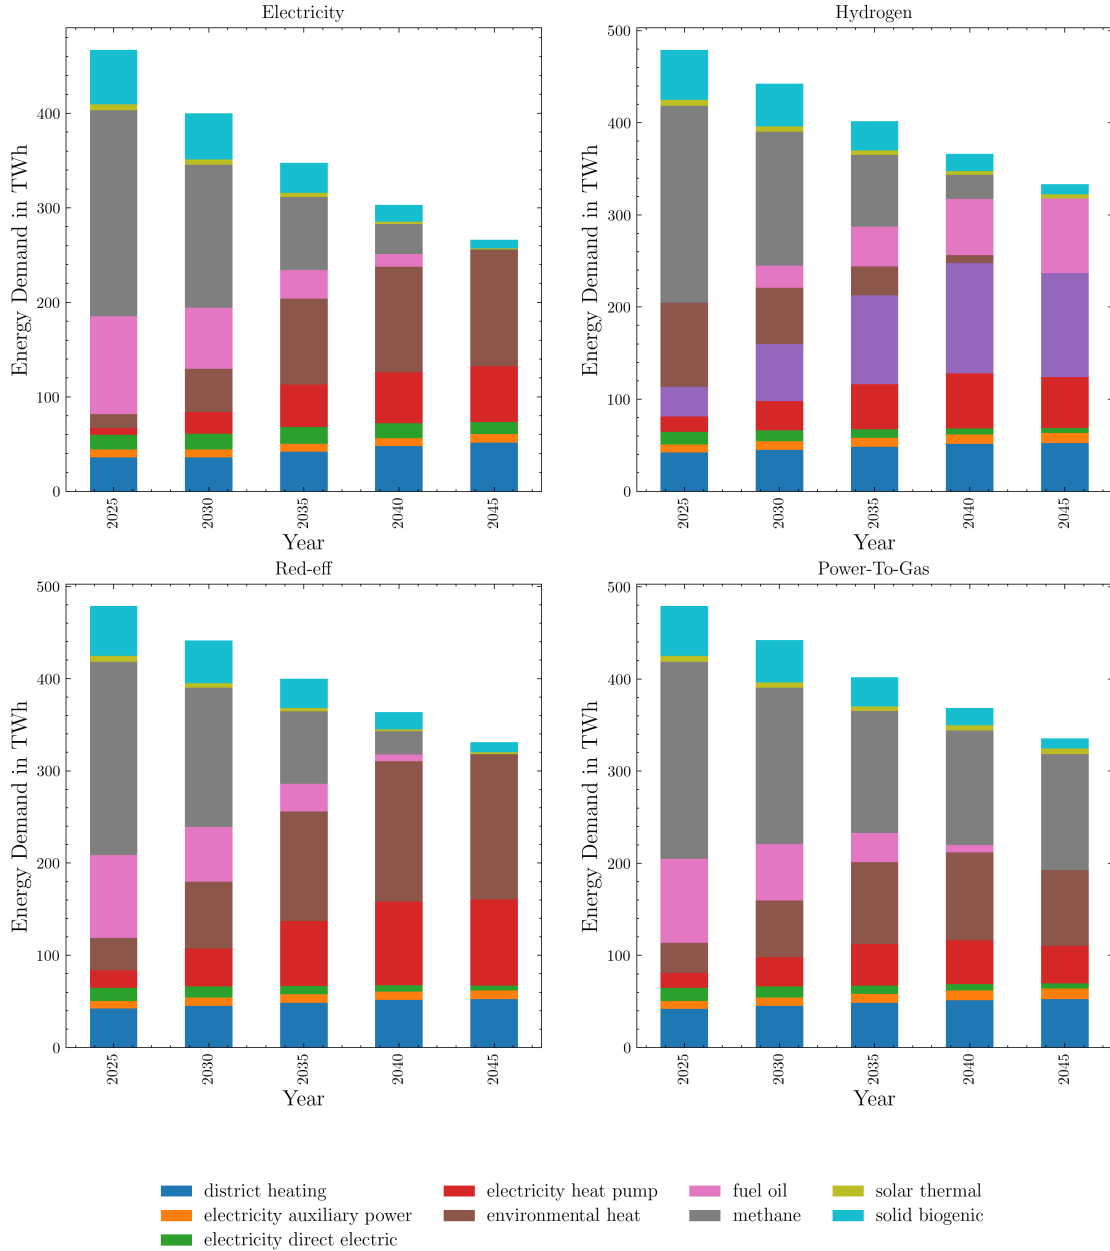 Electricity
Energy Demand in TWh
400
300
200
100
0
2025
2030
2035
2040
2045
Year
Hydrogen
Energy Demand in TWh
500
400
300
200
100
0
2025
2030
2035
2040
2045
Year
Red-eff
Energy Demand in TWh
500
400
300
200
100
0
2025
2030
2035
2040
2045
Year
Power-To-Gas
Energy Demand in TWh
500
400
300
200
100
0
2025
2030
2035
2040
2045
Year
district heating
electricity auxiliary power
electricity direct electric
electricity heat pump
environmental heat
fuel oil
methane
solar thermal
solid biogenic